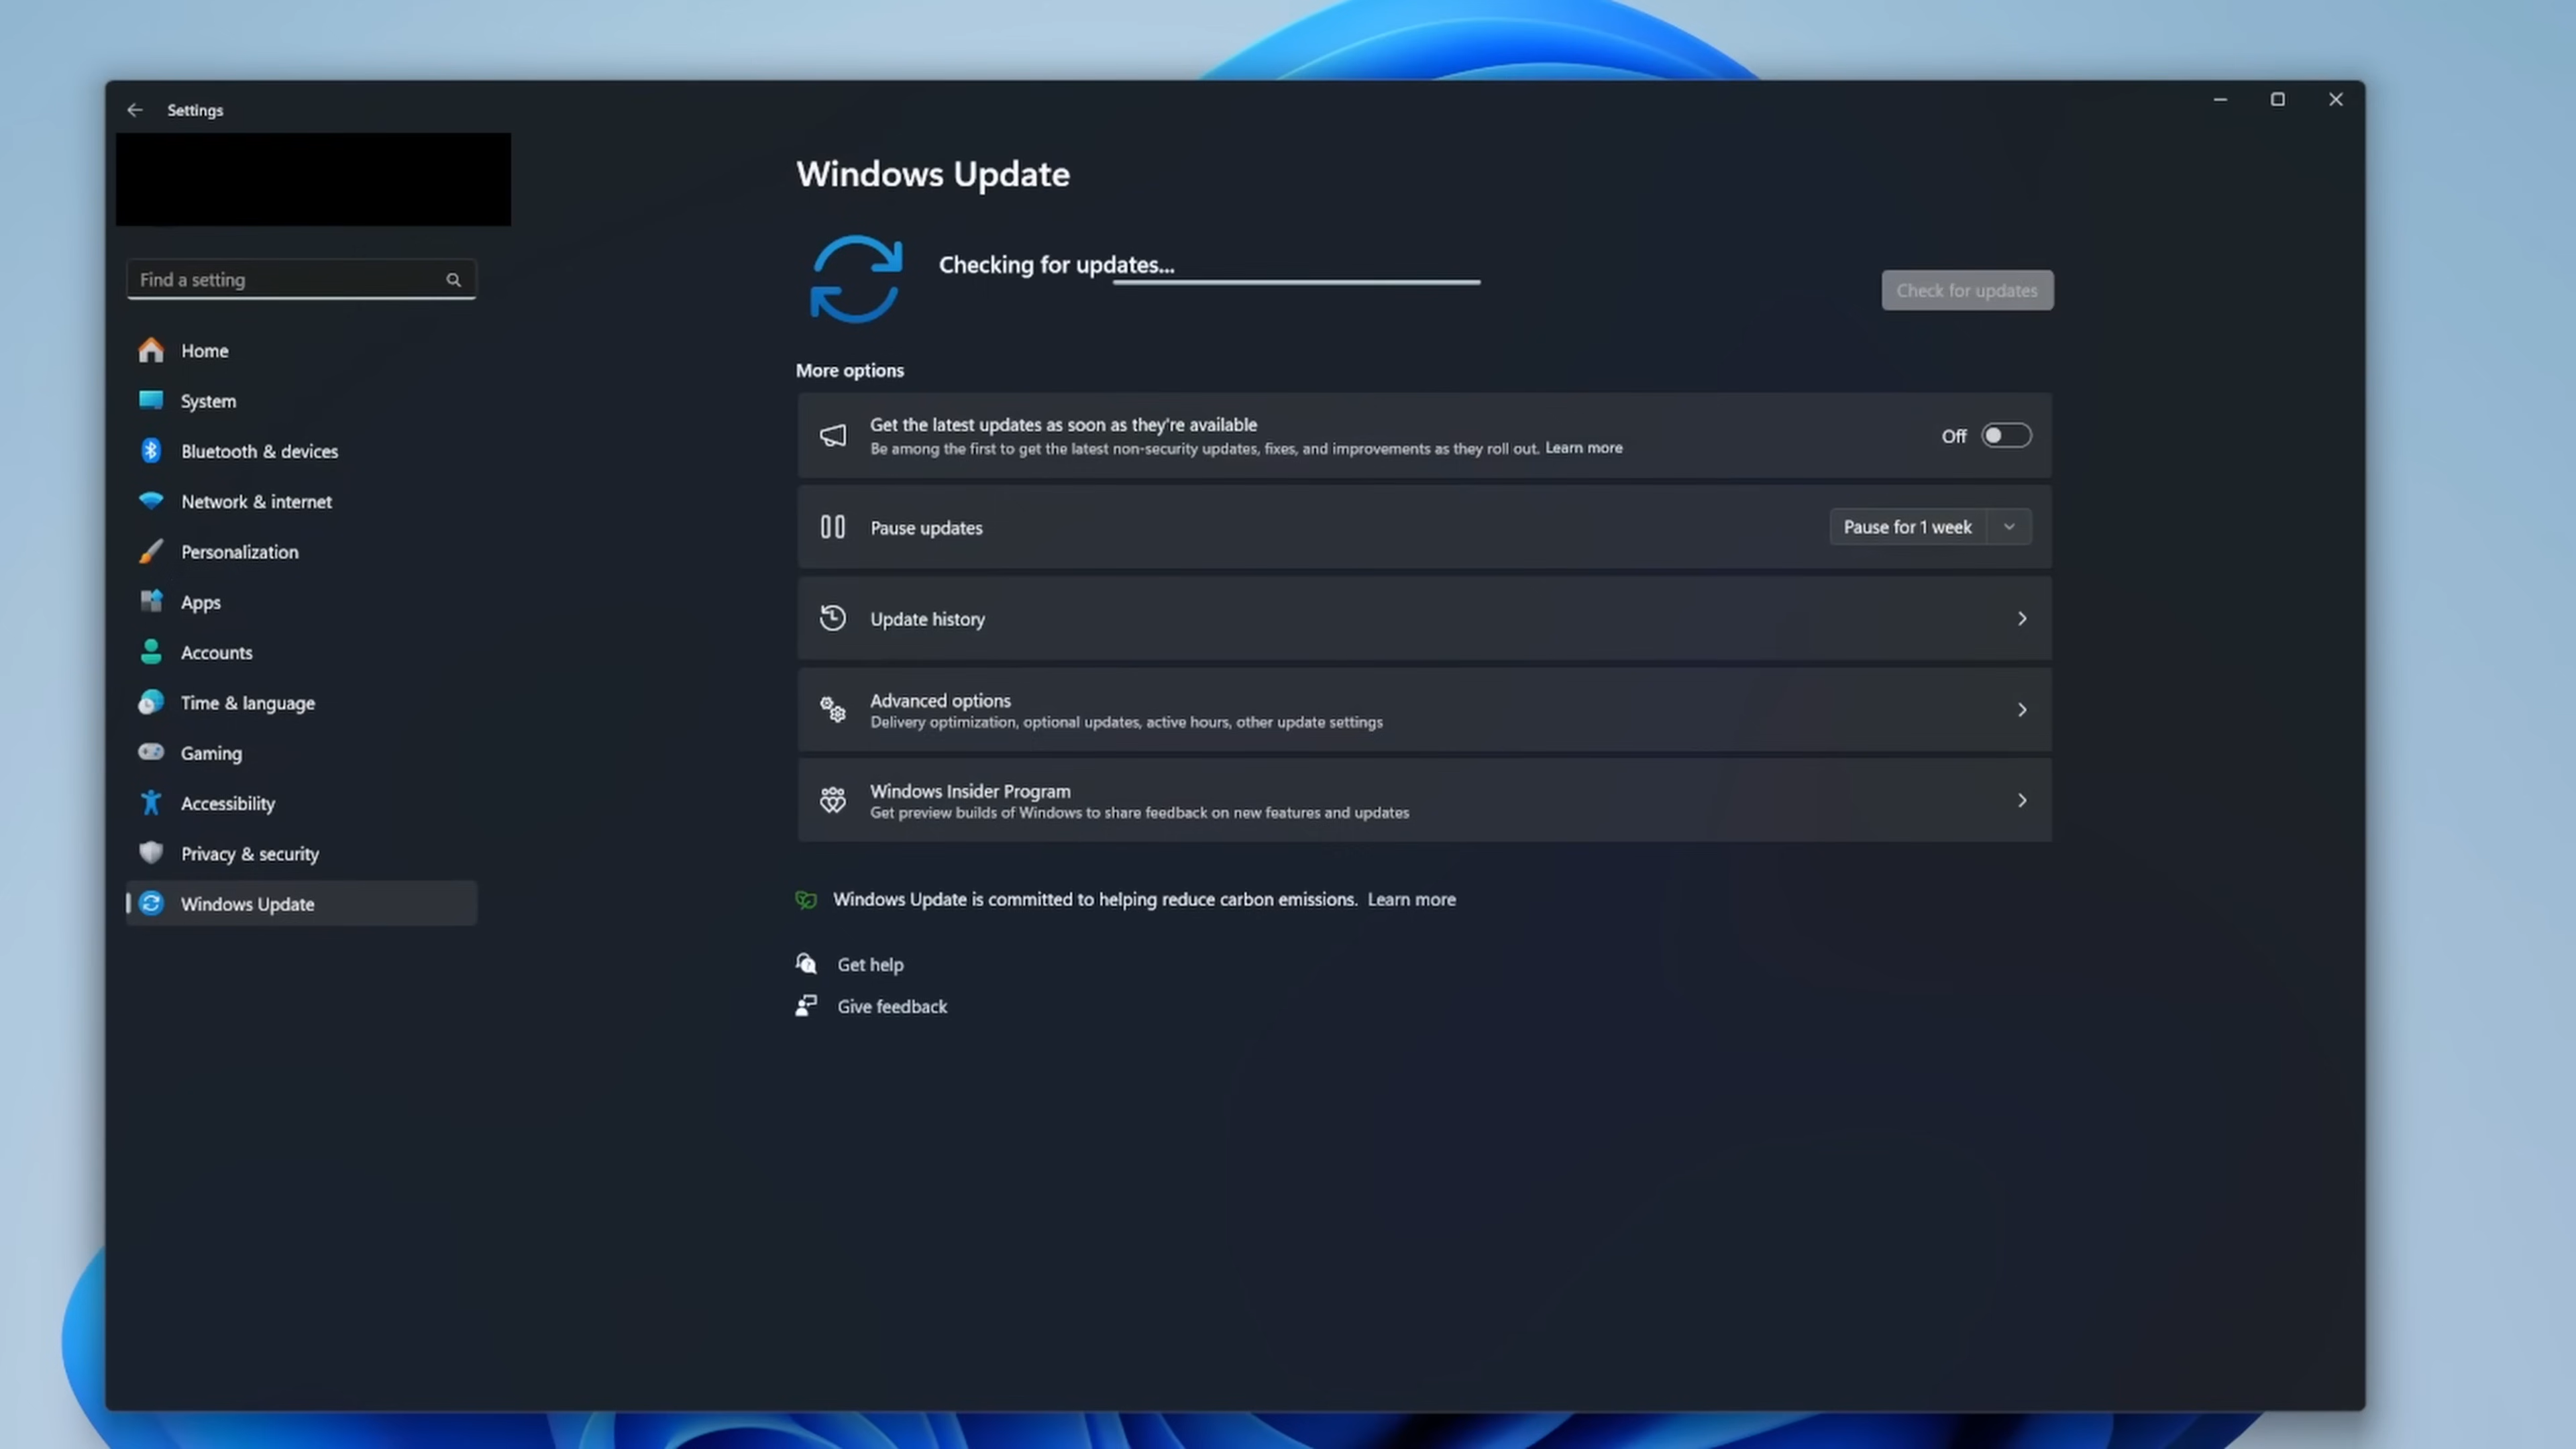 Settings
Find a setting
Home
System
Bluetooth & devices
Network & internet
Personalization
Apps
Accounts
Time & language
Gaming
Accessibility
Privacy & security
Windows Update
Windows Update
Checking for updates...
Check for updates
More options
Get the latest updates as soon as they're available
Be among the first to get the latest non-security updates, fixes, and improvements as they roll out. Learn more
Off
Pause updates
Pause for 1 week
Update history
Advanced options
Delivery optimization, optional updates, active hours, other update settings
Windows Insider Program
Get preview builds of Windows to share feedback on new features and updates
Windows Update is committed to helping reduce carbon emissions. Learn more
Get help
Give feedback